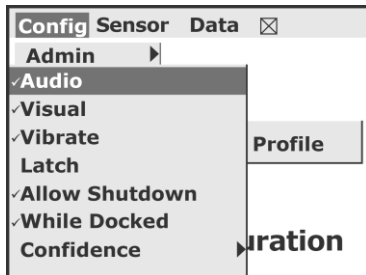 Config Sensor Data
Admin
✓Audio
✓Visual
✓Vibrate
Profile
Latch
✓Allow Shutdown
✓While Docked
uration
Confidence